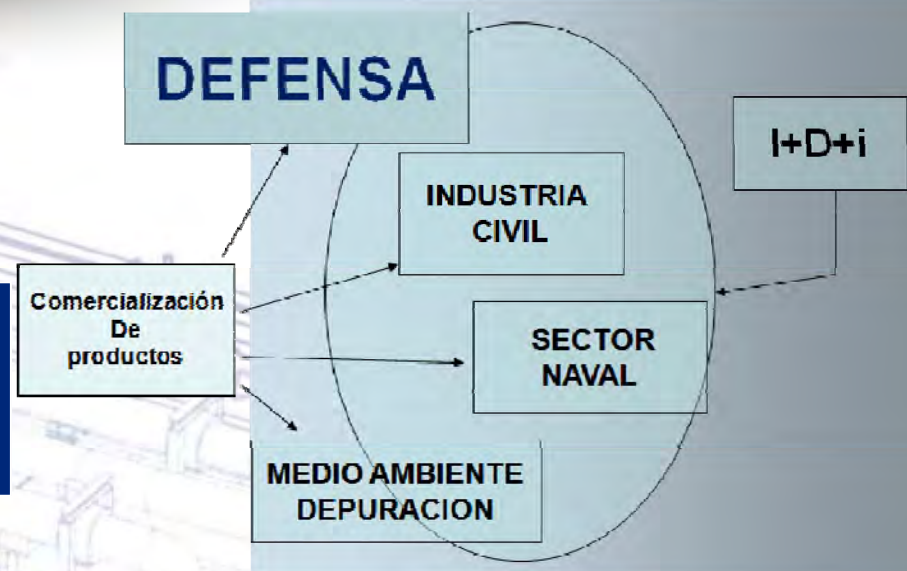 DEFENSA
I+D+i
INDUSTRIA
CIVIL
Comercialización
De
productos
SECTOR
NAVAL
MEDIO AMBIENTE
DEPURACION